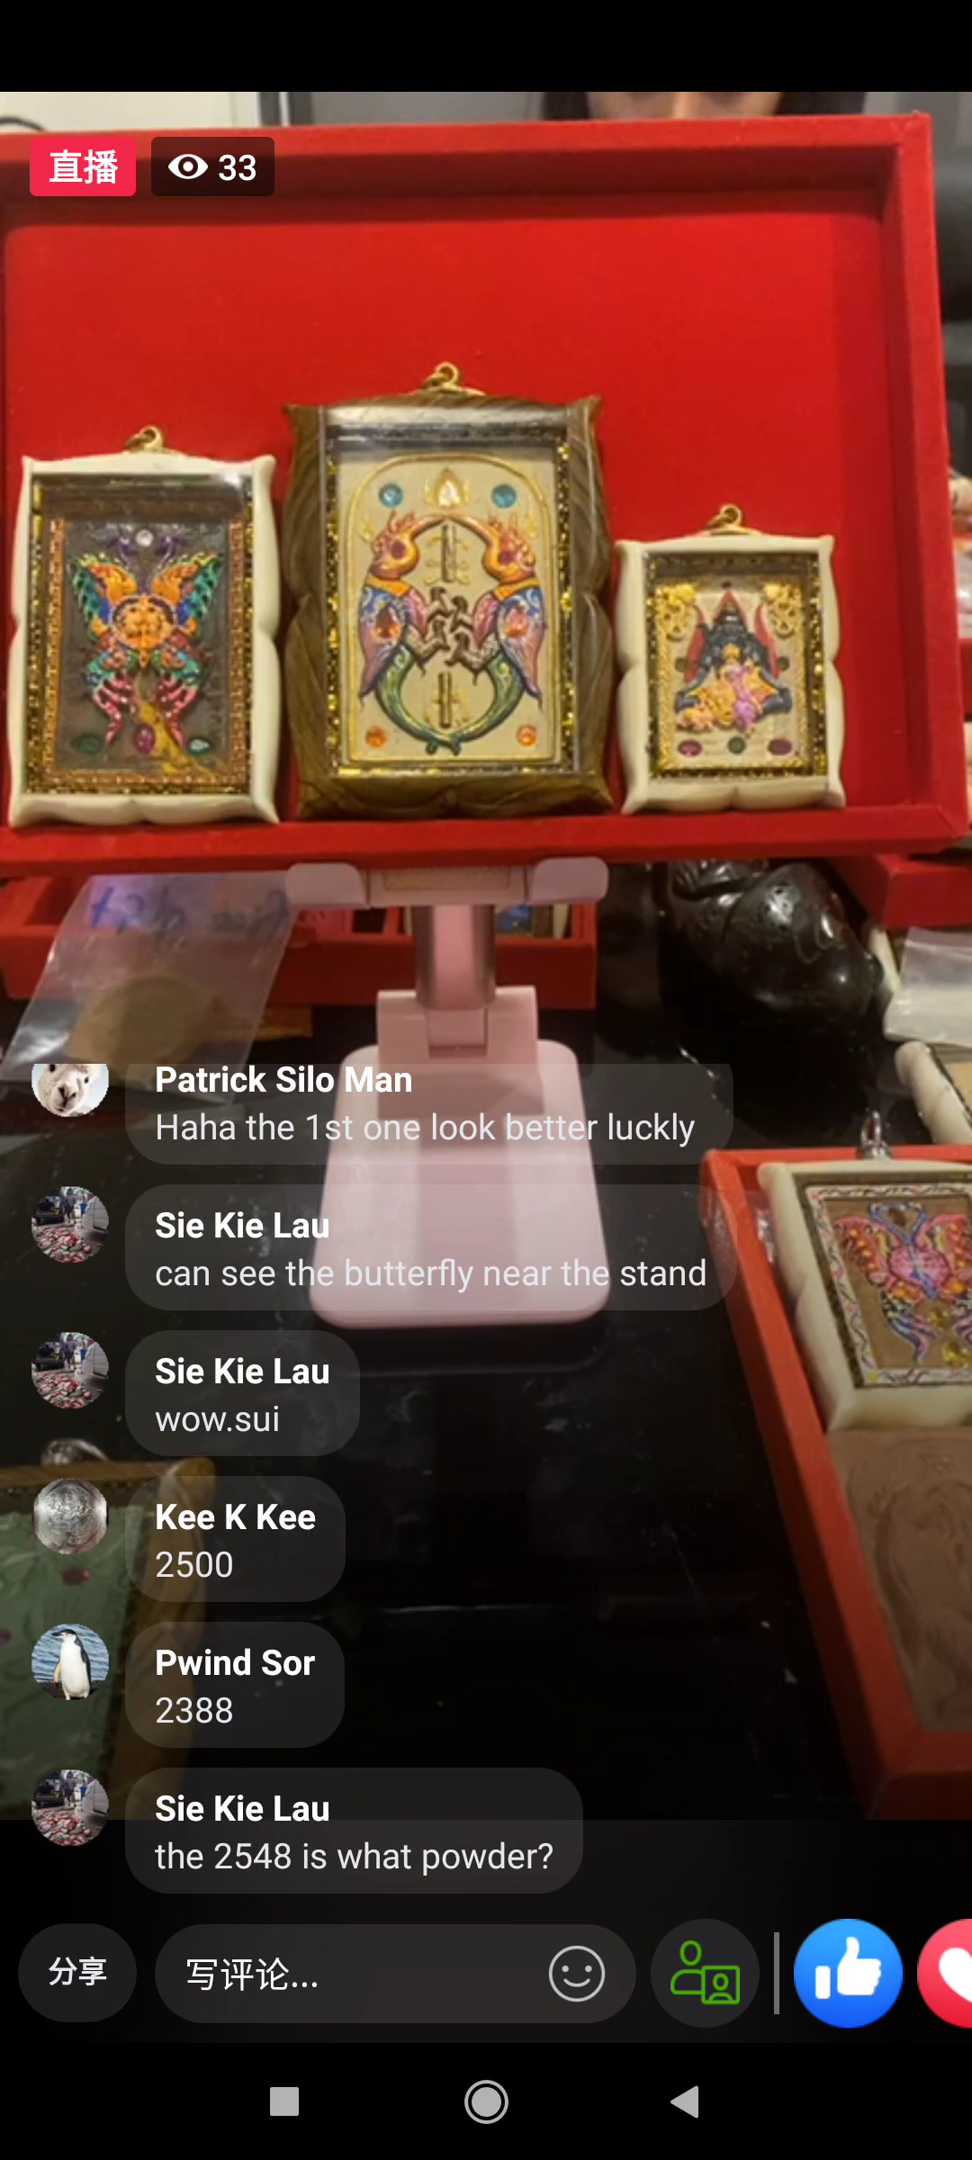 直播
33
Patrick Silo Man
Haha the 1st one look better luckly
Sie Kie Lau
can see the butterfly near the stand
Sie Kie Lau
wow.sui
Kee K Kee
2500
Pwind Sor
2388
Sie Kie Lau
the 2548 is what powder?
分享
写评论...